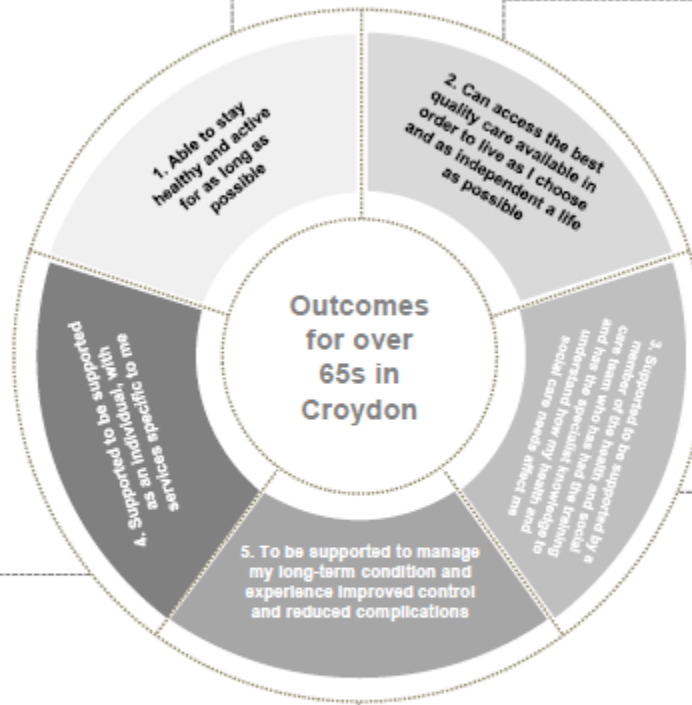 1. Able to stay
healthy and active
for as long as
possible
2. Can access the best
quality care available in
order to live as I choose
and as independent a life
as possible
3. Supported to be supported by a
member of the health and social
care team who has had the training
and has the specialist knowledge to
understand how my health and
social care needs affect me
4. Supported to be supported
as an individual, with
services specific to me
5. To be supported to manage
my long-term condition and
experience improved control
and reduced complications
Outcomes
for over
65s in
Croydon